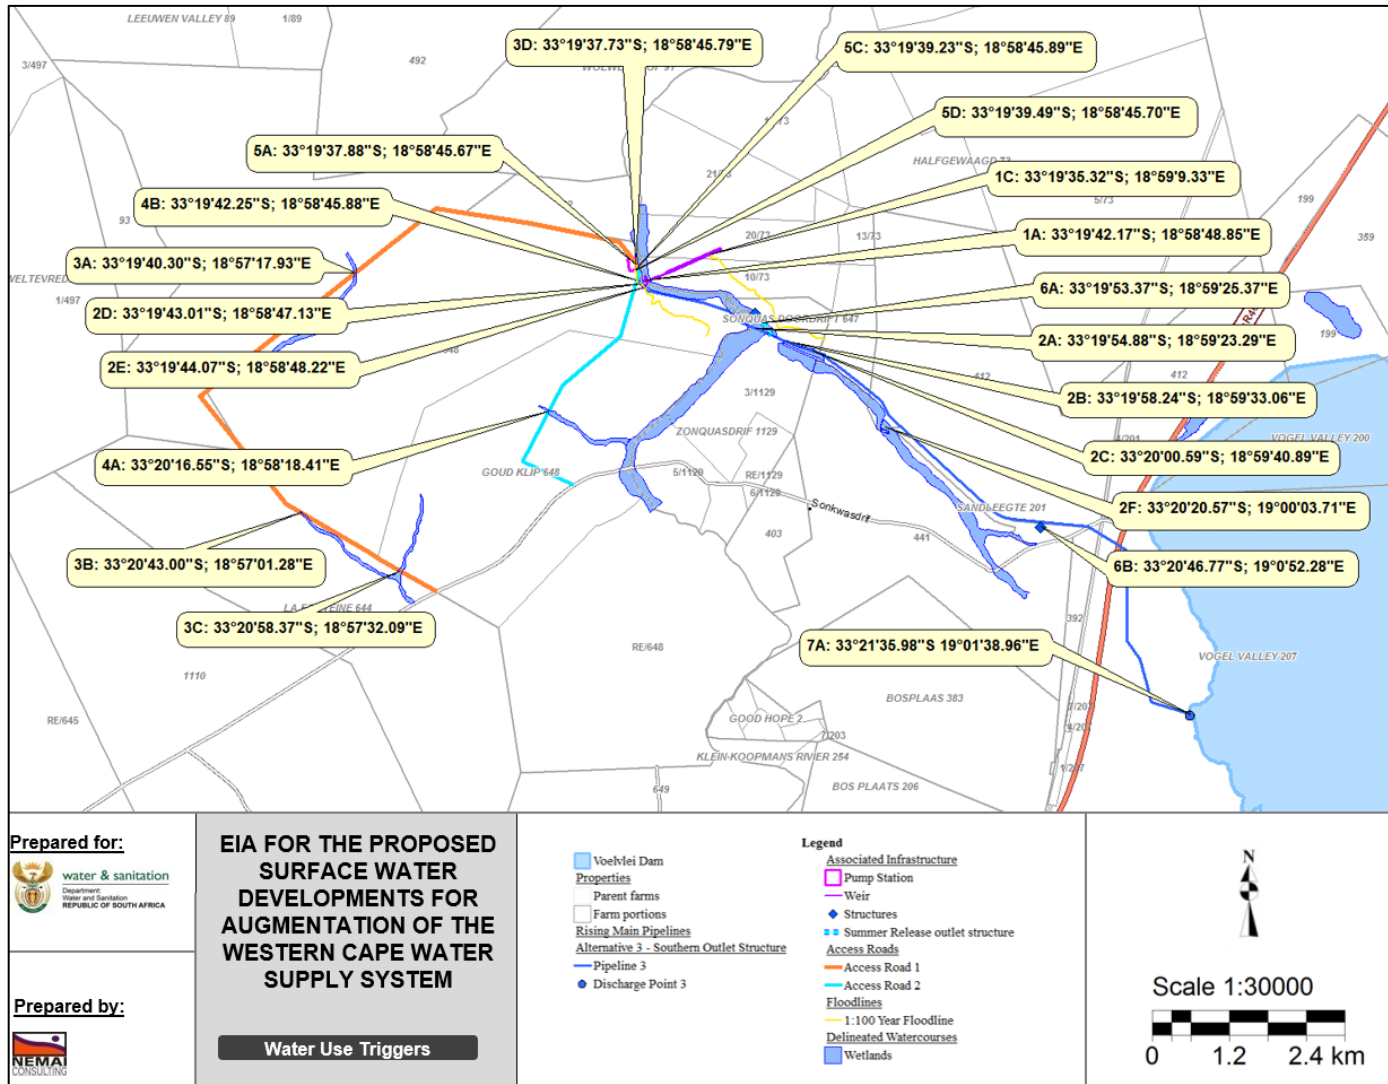 LEEUWEN VALLEY 89
1/89
3/497
492
3D: 33°19'37.73"S; 18°58'45.79"E
5C: 33°19'39.23"S; 18°58'45.89"E
5D: 33°19'39.49"S; 18°58'45.70"E
5A: 33°19'37.88"S; 18°58'45.67"E
HALFGEWAAGD 73
1C: 33°19'35.32"S; 18°59'9.33"E
5/73
199
4B: 33°19'42.25"S; 18°58'45.88"E
93
20/73
13/73
359
1A: 33°19'42.17"S; 18°58'48.85"E
3A: 33°19'40.30"S; 18°57'17.93"E
10/73
1/497
6A: 33°19'53.37"S; 18°59'25.37"E
2D: 33°19'43.01"S; 18°58'47.13"E
SONQUAS DOORDRIFT 647
199
2A: 33°19'54.88"S; 18°59'23.29"E
2E: 33°19'44.07"S; 18°58'48.22"E
412
412
3/1129
2B: 33°19'58.24"S; 18°59'33.06"E
ZONQUASDRIF 1129
4/201
VOGEL VALLEY 200
2C: 33°20'00.59"S; 18°59'40.89"E
4A: 33°20'16.55"S; 18°58'18.41"E
GOUD KLIP 648
5/1129
RE/1129
6/1129
Sonkwasdrif
SANDLEEGTE 201
2F: 33°20'20.57"S; 19°00'03.71"E
403
441
3B: 33°20'43.00"S; 18°57'01.28"E
6B: 33°20'46.77"S; 19°0'52.28"E
3C: 33°20'58.37"S; 18°57'32.09"E
392
RE/648
7A: 33°21'35.98"S 19°01'38.96"E
VOGEL VALLEY 207
1110
BOSPLAAS 383
RE/645
GOOD HOPE 2
7/203
KLEIN-KOOPMANS RIVIER 254
BOS PLAATS 206
649
Prepared for:
water & sanitation
Department:
Water and Sanitation
REPUBLIC OF SOUTH AFRICA
Prepared by:
NEMAI
CONSULTING
EIA FOR THE PROPOSED
SURFACE WATER
DEVELOPMENTS FOR
AUGMENTATION OF THE
WESTERN CAPE WATER
SUPPLY SYSTEM
Water Use Triggers
Legend
Voelvlei Dam
Properties
Parent farms
Farm portions
Rising Main Pipelines
Alternative 3 - Southern Outlet Structure
Pipeline 3
Discharge Point 3
Associated Infrastructure
Pump Station
Weir
Structures
Summer Release outlet structure
Access Roads
Access Road 1
Access Road 2
Floodlines
1:100 Year Floodline
Delineated Watercourses
Wetlands
N
Scale 1:30000
0 1.2 2.4 km